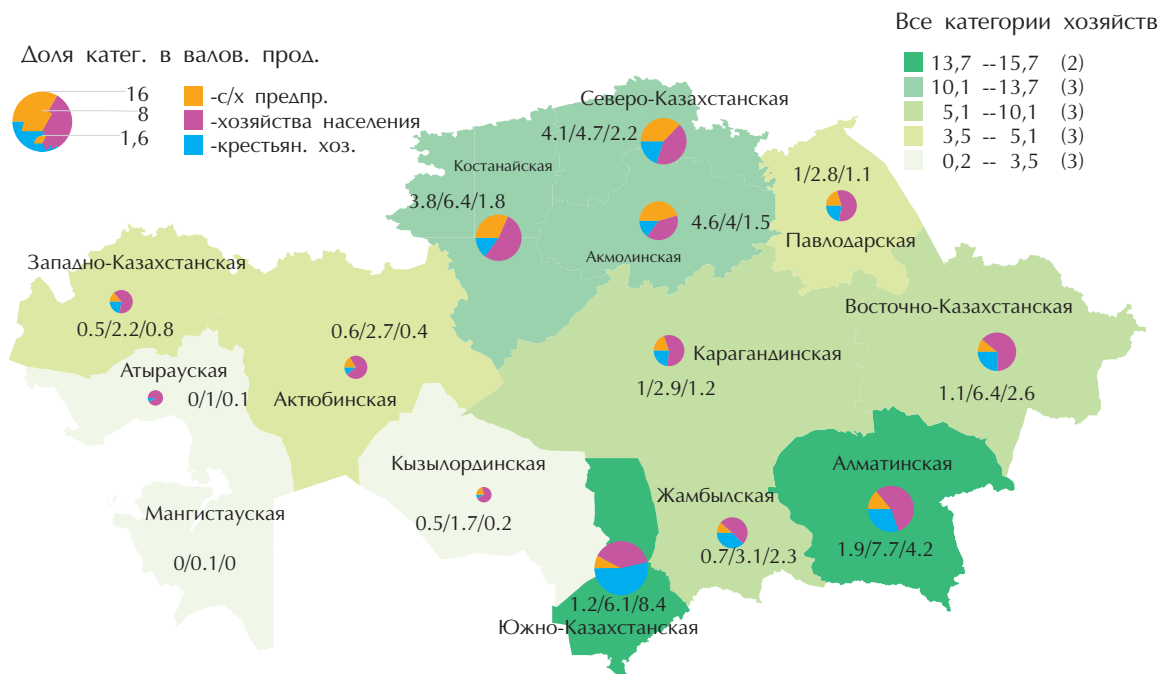 Все категории хозяйств
13,7 --15,7 (2)
10,1 --13,7 (3)
5,1 --10,1 (3)
3,5 -- 5,1 (3)
0,2 -- 3,5 (3)
Доля катег. в валов. прод.
16
8
1,6
-с/х предпр.
-хозяйства населения
-крестьян. хоз.
Северо-Казахстанская
4.1/4.7/2.2
Костанайская
3.8/6.4/1.8
4.6/4/1.5
Акмолинская
1/2.8/1.1
Павлодарская
Западно-Казахстанская
0.5/2.2/0.8
0.6/2.7/0.4
Актюбинская
Атырауская
0/1/0.1
Карагандинская
1/2.9/1.2
Восточно-Казахстанская
1.1/6.4/2.6
Кызылординская
0.5/1.7/0.2
Мангистауская
0/0.1/0
Жамбылская
0.7/3.1/2.3
Алматинская
1.9/7.7/4.2
1.2/6.1/8.4
Южно-Казахстанская